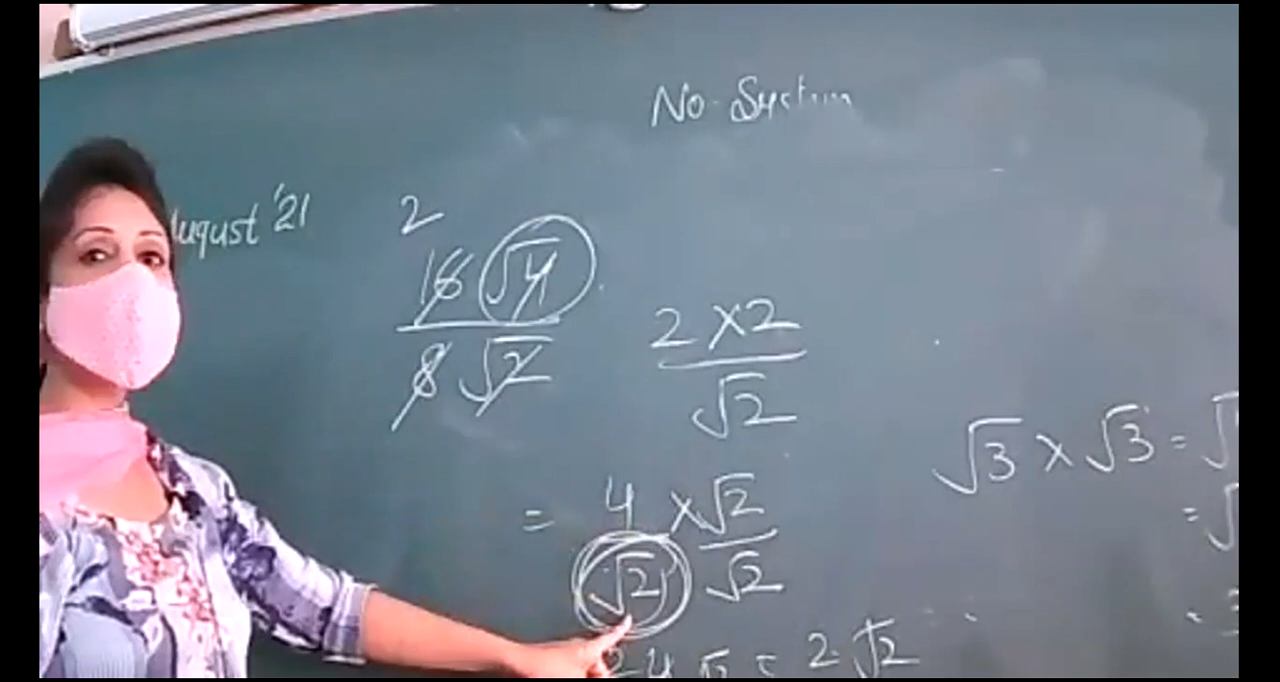 No. System
August '21
2
16 √4
8 √2
2 × 2
√2
√3 × √3 = √
= √
= 4 × √2
√2 √2
2 4 √2 = 2 √2